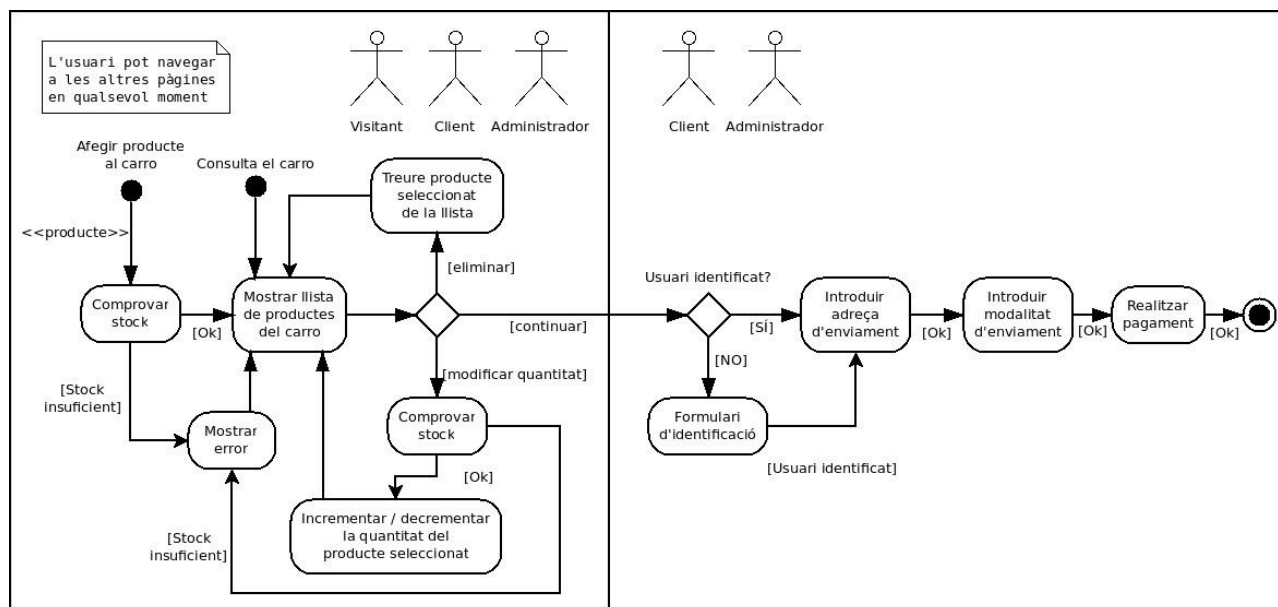 L'usuari pot navegar
a les altres pàgines
en qualsevol moment
Visitant
Client
Administrador
Client
Administrador
Afegir producte
al carro
Consulta el carro
<<producte>>
Treure producte
seleccionat
de la llista
[eliminar]
Comprovar
stock
[Ok]
Mostrar llista
de productes
del carro
[continuar]
Usuari identificat?
[SÍ]
Introduir
adreça
d'enviament
[Ok]
Introduir
modalitat
d'enviament
[Ok]
Realitzar
pagament
[Ok]
[NO]
[modificar quantitat]
[Stock
insuficient]
Mostrar
error
Comprovar
stock
Formulari
d'identificació
[Usuari identificat]
[Ok]
Incrementar / decrementar
la quantitat del
producte seleccionat
[Stock
insuficient]